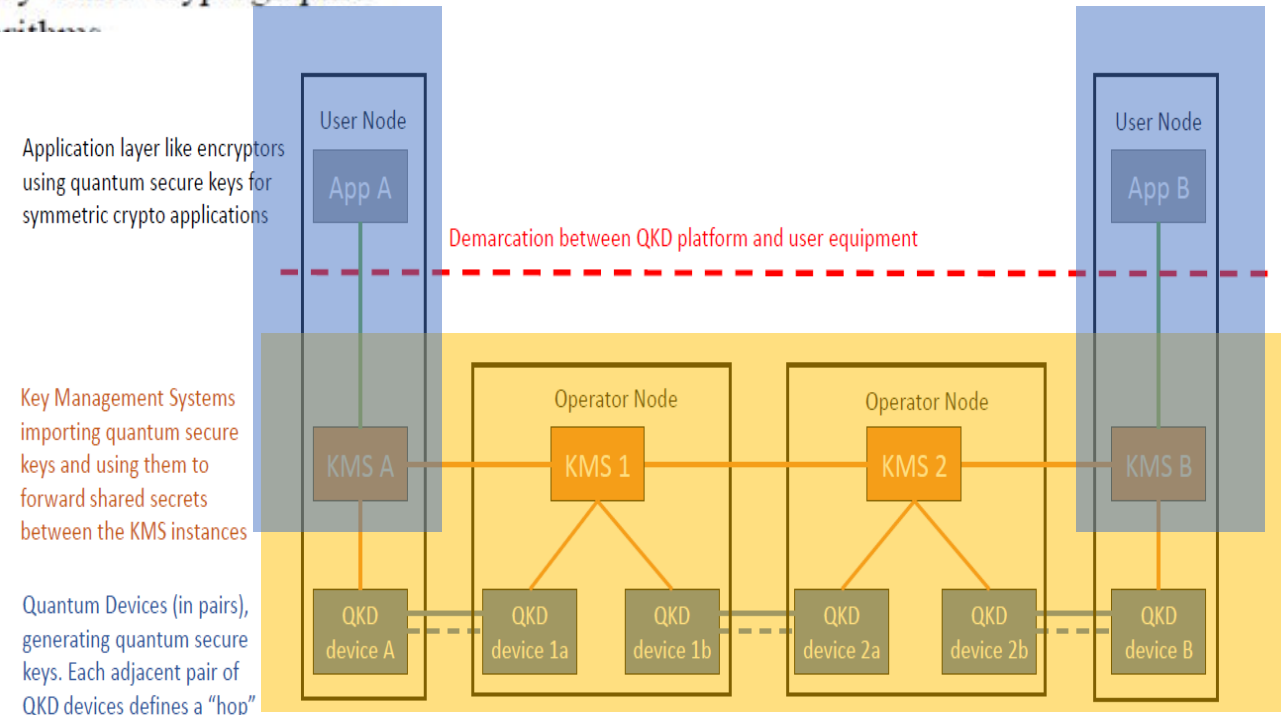 Application layer like encryptors
using quantum secure keys for
symmetric crypto applications
User Node
App A
User Node
App B
Demarcation between QKD platform and user equipment
Key Management Systems
importing quantum secure
keys and using them to
forward shared secrets
between the KMS instances
Operator Node
Operator Node
KMS A
KMS 1
KMS 2
KMS B
Quantum Devices (in pairs),
generating quantum secure
keys. Each adjacent pair of
QKD devices defines a “hop”
QKD
device A
QKD
device 1a
QKD
device 1b
QKD
device 2a
QKD
device 2b
QKD
device B